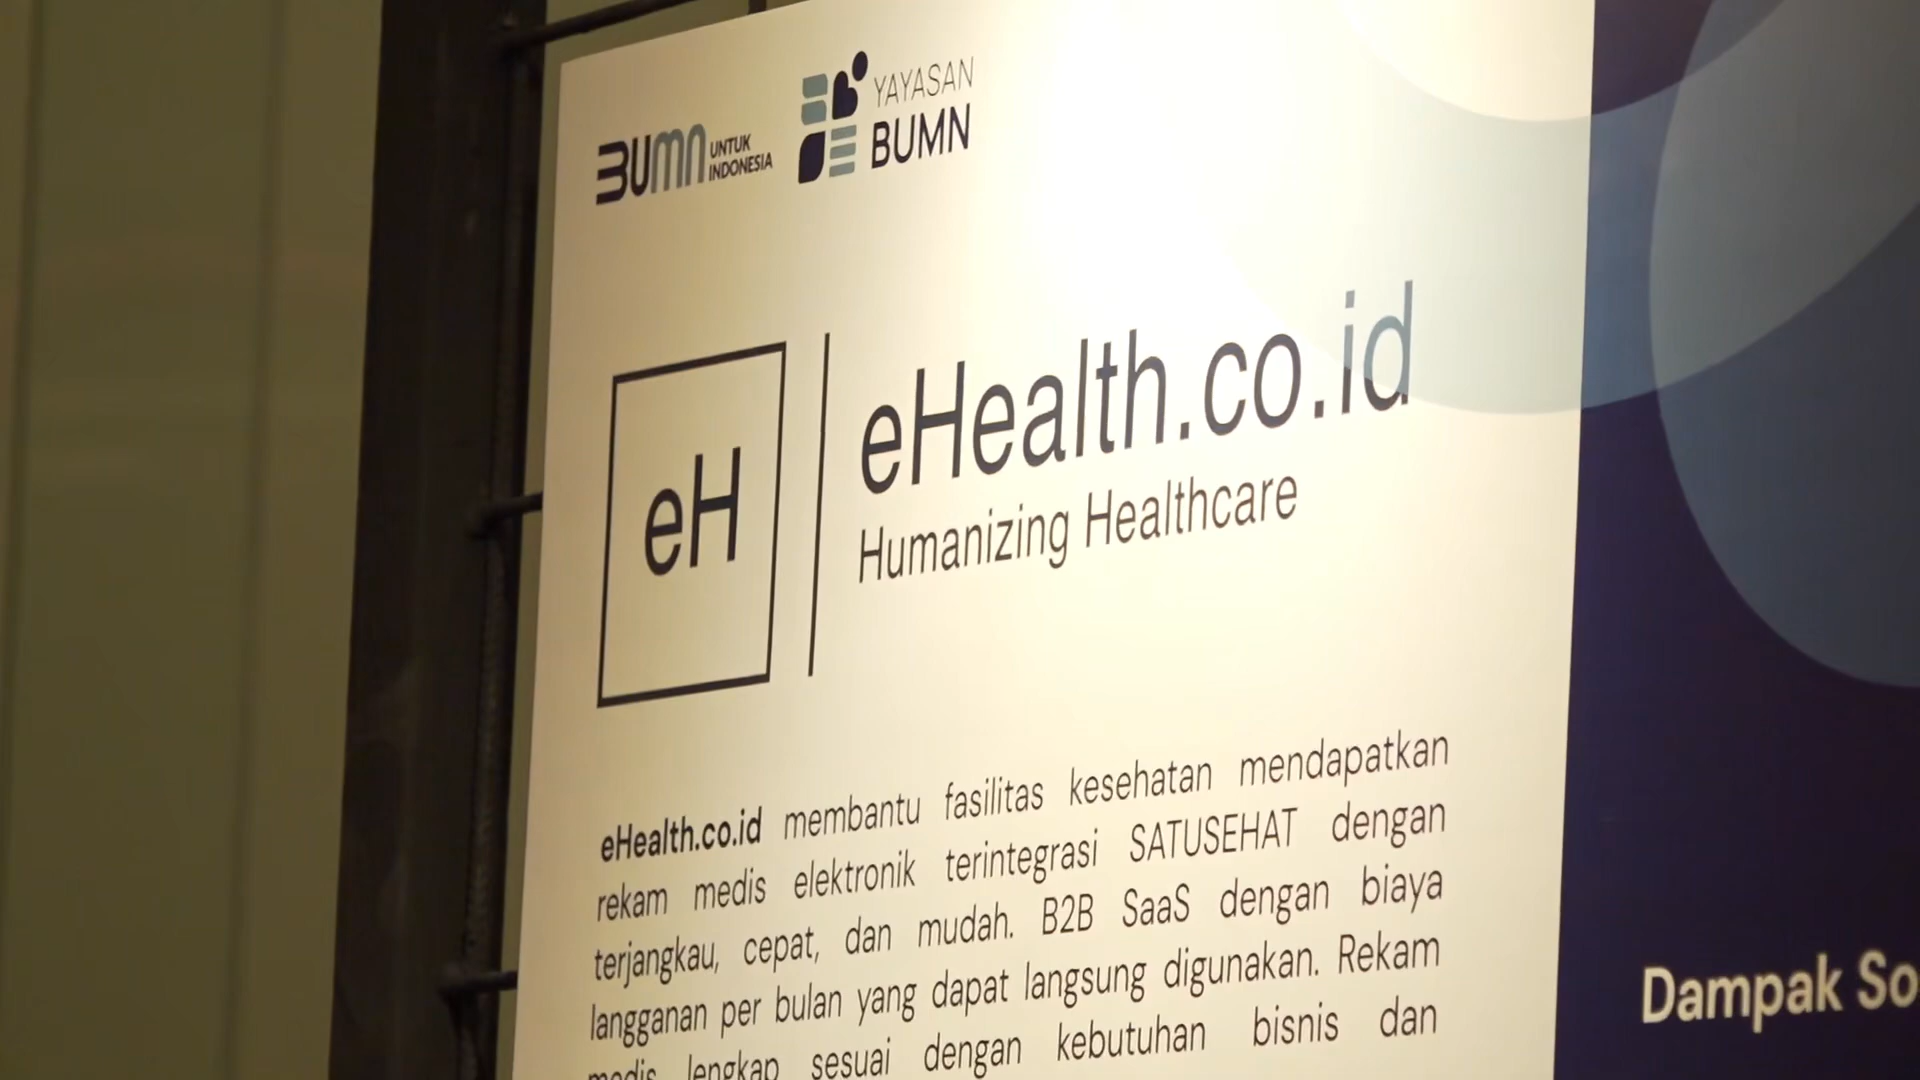 BUMN UNTUK INDONESIA
YAYASAN
BUMN
eH
eHealth.co.id
Humanizing Healthcare
eHealth.co.id membantu fasilitas kesehatan mendapatkan
rekam medis elektronik terintegrasi SATUSEHAT dengan
terjangkau, cepat, dan mudah. B2B SaaS dengan biaya
langganan per bulan yang dapat langsung digunakan. Rekam
medis lengkap sesuai dengan kebutuhan bisnis dan
Dampak So